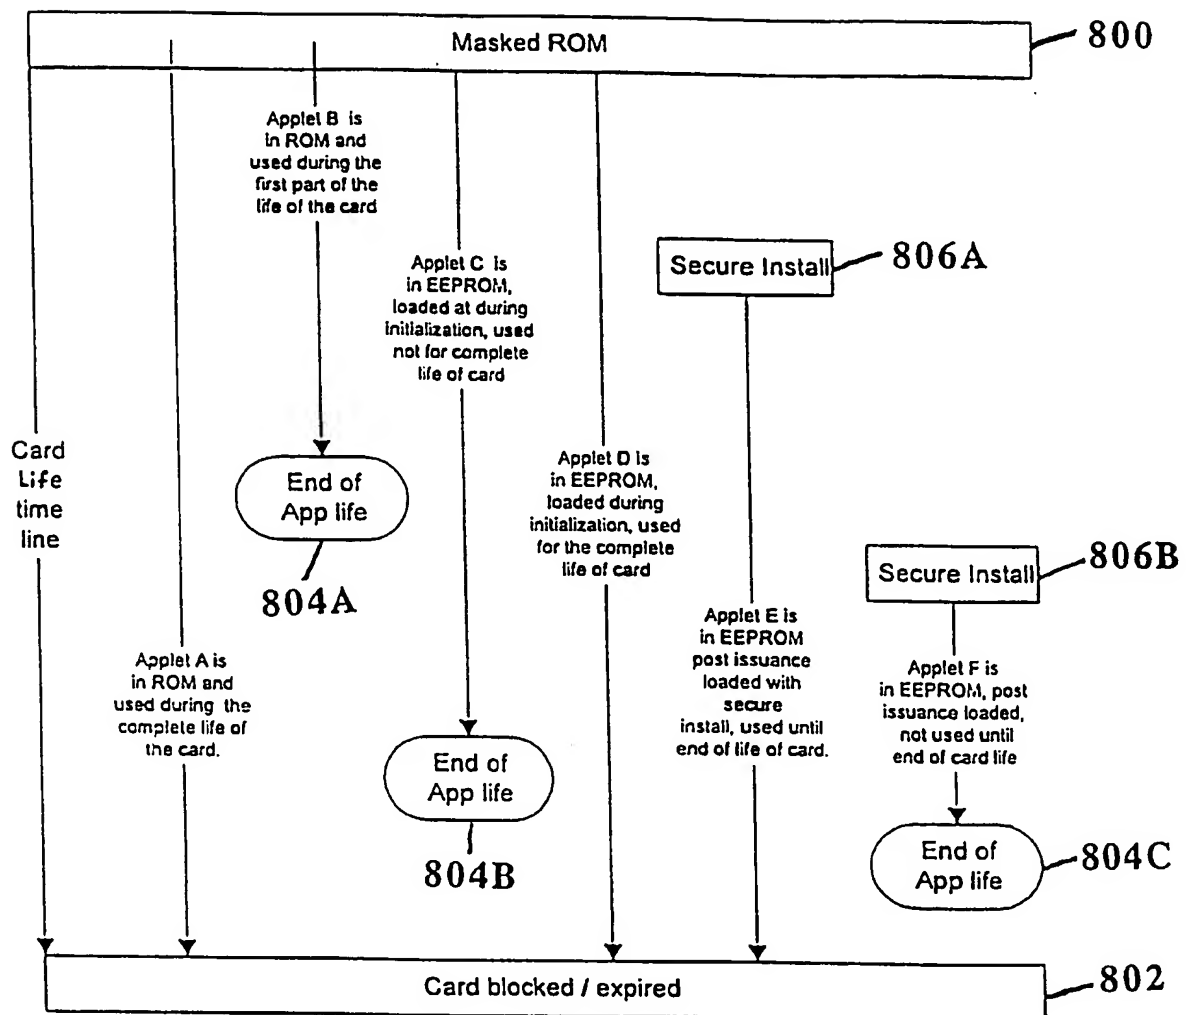 Masked ROM
800
Applet B is
in ROM and
used during the
first part of the
life of the card
Applet C is
in EEPROM,
loaded at during
initialization, used
not for complete
life of card
Secure Install
806A
Card
Life
time
line
End of
App life
804A
Applet D is
in EEPROM,
loaded during
initialization, used
for the complete
life of card
Secure Install
806B
Applet A is
in ROM and
used during the
complete life of
the card.
End of
App life
804B
Applet E is
in EEPROM
post issuance
loaded with
secure
install, used until
end of life of card.
Applet F is
in EEPROM, post
issuance loaded,
not used until
end of card life
End of
App life
804C
Card blocked / expired
802